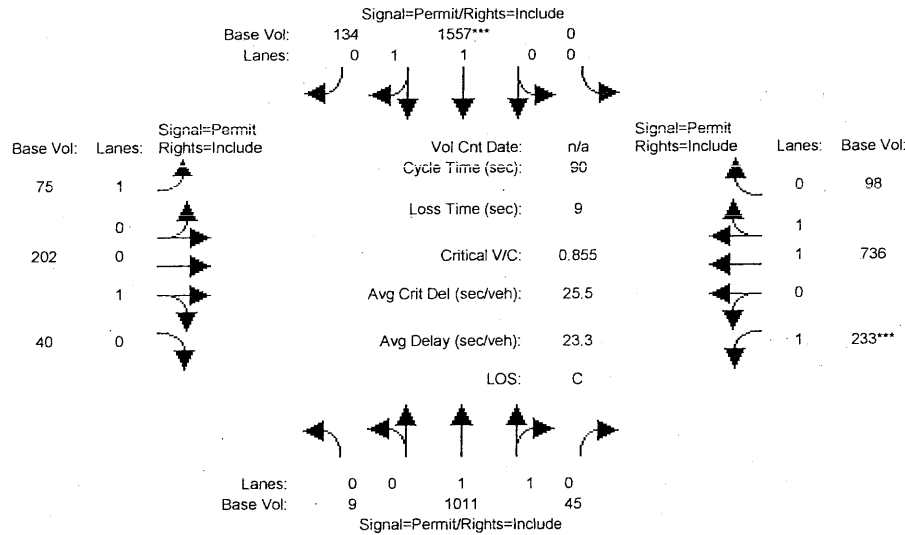 Signal=Permit/Rights=Include
Base Vol: 134 1557*** 0
Lanes: 0 1 1 0 0
Signal=Permit
Base Vol: Lanes: Rights=Include
75 1
0
202 0
1
40 0
Vol Cnt Date: n/a
Cycle Time (sec): 90
Loss Time (sec): 9
Critical V/C: 0.855
Avg Crit Del (sec/veh): 25.5
Avg Delay (sec/veh): 23.3
LOS: C
Signal=Permit
Rights=Include Lanes: Base Vol:
0 98
1
1 736
0
1 233***
Lanes: 0 0 1 1 0
Base Vol: 9 1011 45
Signal=Permit/Rights=Include